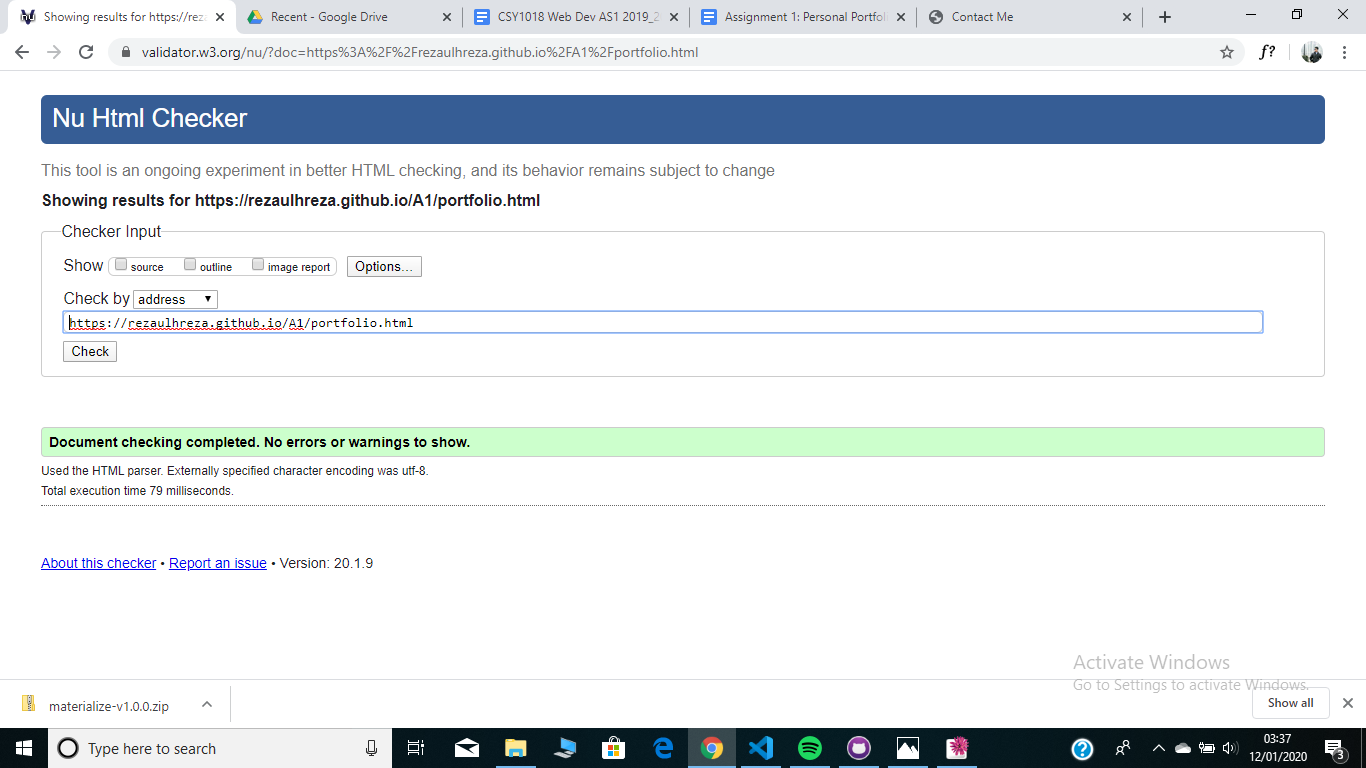 Showing results for https://reza
Recent - Google Drive
CSY1018 Web Dev AS1 2019_2
Assignment 1: Personal Portfoli
Contact Me
validator.w3.org/nu/?doc=https%3A%2F%2Frezaulhreza.github.io%2FA1%2Fportfolio.html
f?
Nu Html Checker
This tool is an ongoing experiment in better HTML checking, and its behavior remains subject to change
Showing results for https://rezaulhreza.github.io/A1/portfolio.html
Checker Input
Show source outline image report Options...
Check by address
https://rezaulhreza.github.io/A1/portfolio.html
Check
Document checking completed. No errors or warnings to show.
Used the HTML parser. Externally specified character encoding was utf-8.
Total execution time 79 milliseconds.
About this checker • Report an issue • Version: 20.1.9
Activate Windows
Go to Settings to activate Windows.
materialize-v1.0.0.zip
Show all
Type here to search
03:37
12/01/2020
3